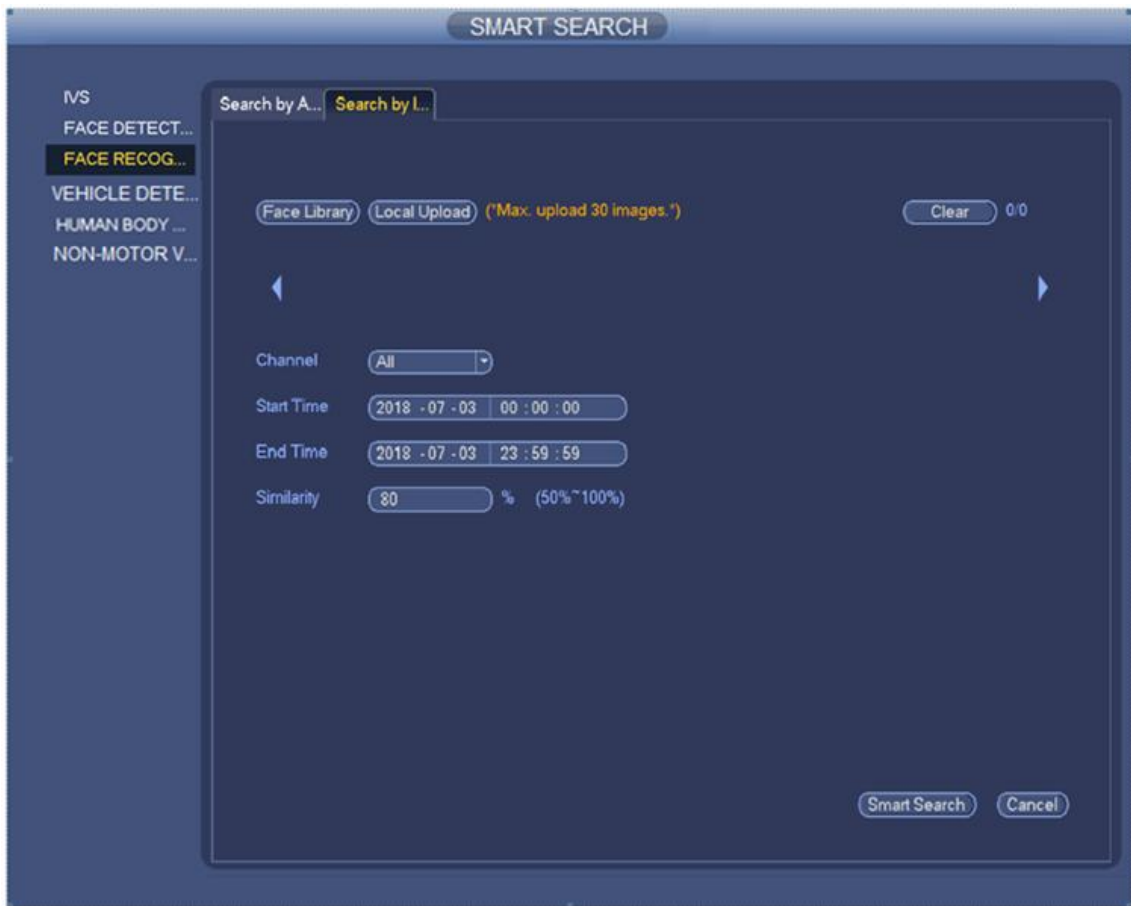 SMART SEARCH
IVS
FACE DETECT...
FACE RECOG...
VEHICLE DETE...
HUMAN BODY ...
NON-MOTOR V...
Search by A... Search by I...
Face Library Local Upload (*Max. upload 30 images.*) Clear 0/0
Channel All
Start Time 2018 - 07 - 03 00 : 00 : 00
End Time 2018 - 07 - 03 23 : 59 : 59
Similarity 80 % (50%~100%)
Smart Search Cancel